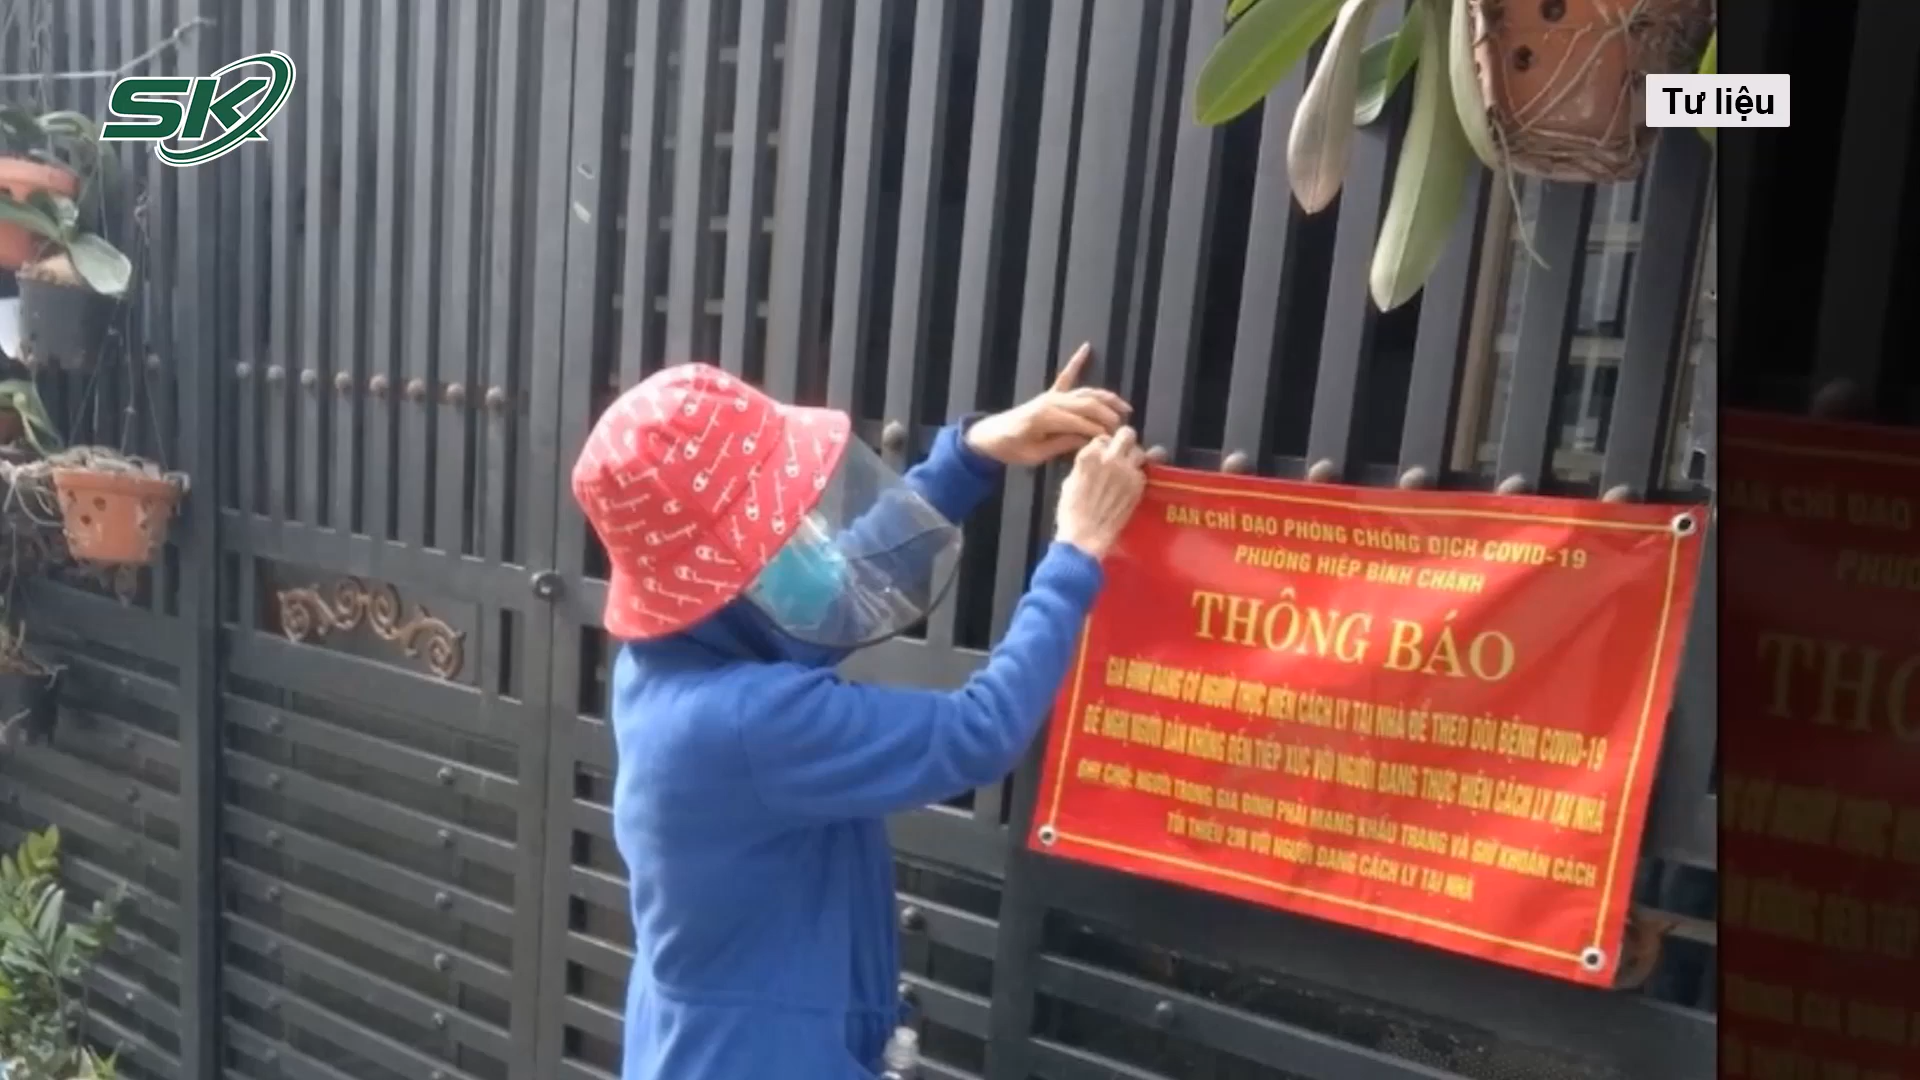 SK
Tư liệu
BAN CHỈ ĐẠO PHÒNG CHỐNG DỊCH COVID-19
PHƯỜNG HIỆP BÌNH CHÁNH
THÔNG BÁO
GIA ĐÌNH ĐANG CÓ NGƯỜI THỰC HIỆN CÁCH LY TẠI NHÀ ĐỂ THEO DÕI BỆNH COVID-19
ĐỀ NGHỊ NGƯỜI DÂN KHÔNG ĐẾN TIẾP XÚC VỚI NGƯỜI ĐANG THỰC HIỆN CÁCH LY TẠI NHÀ
GHI CHÚ: NGƯỜI TRONG GIA ĐÌNH PHẢI MANG KHẨU TRANG VÀ GIỮ KHOẢN CÁCH
TỐI THIỂU 2M VỚI NGƯỜI ĐANG CÁCH LY TẠI NHÀ